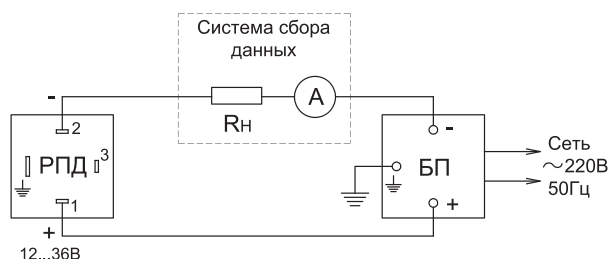 Система сбора
данных
-
A
Rн
2
РПД 3
1
+
12...36В
-
БП
+
Сеть
~220В
50Гц